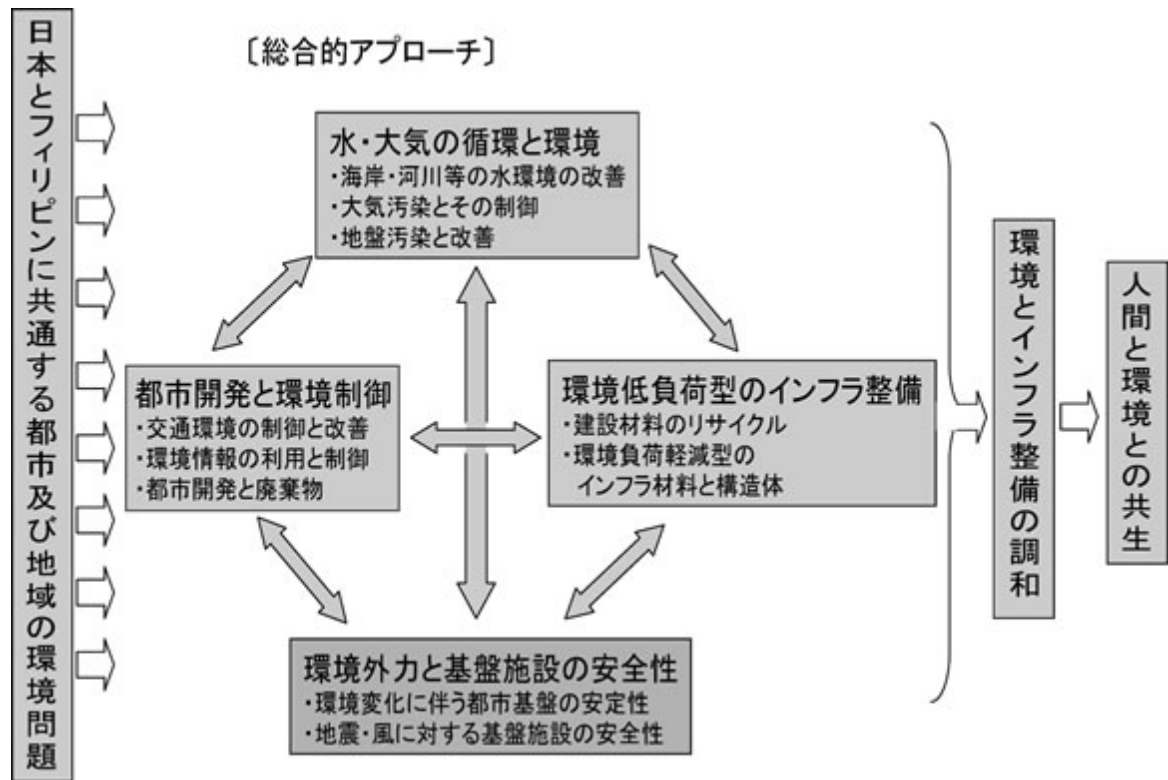 日本とフィリピンに共通する都市及び地域の環境問題
〔総合的アプローチ〕
水・大気の循環と環境
・海岸・河川等の水環境の改善
・大気汚染とその制御
・地盤汚染と改善
都市開発と環境制御
・交通環境の制御と改善
・環境情報の利用と制御
・都市開発と廃棄物
環境低負荷型のインフラ整備
・建設材料のリサイクル
・環境負荷軽減型の
インフラ材料と構造体
環境外力と基盤施設の安全性
・環境変化に伴う都市基盤の安定性
・地震・風に対する基盤施設の安全性
環境とインフラ整備の調和
人間と環境との共生